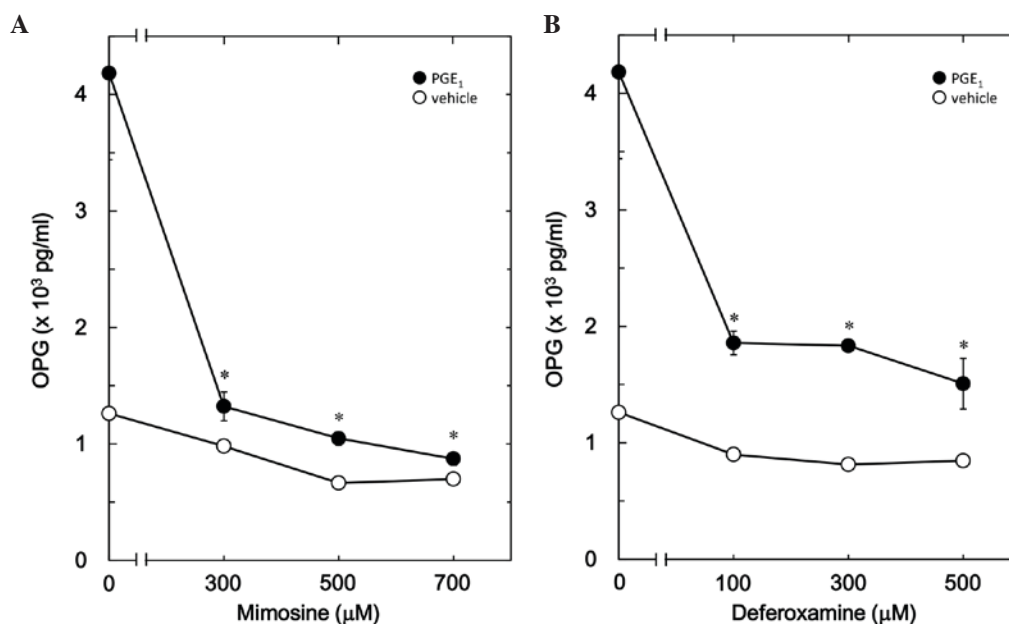 A
PGE₁
vehicle
4
3
2
1
0
OPG (x 10³ pg/ml)
*
*
*
0
300
500
700
Mimosine (μM)
B
PGE₁
vehicle
4
3
2
1
0
OPG (x 10³ pg/ml)
*
*
*
0
100
300
500
Deferoxamine (μM)